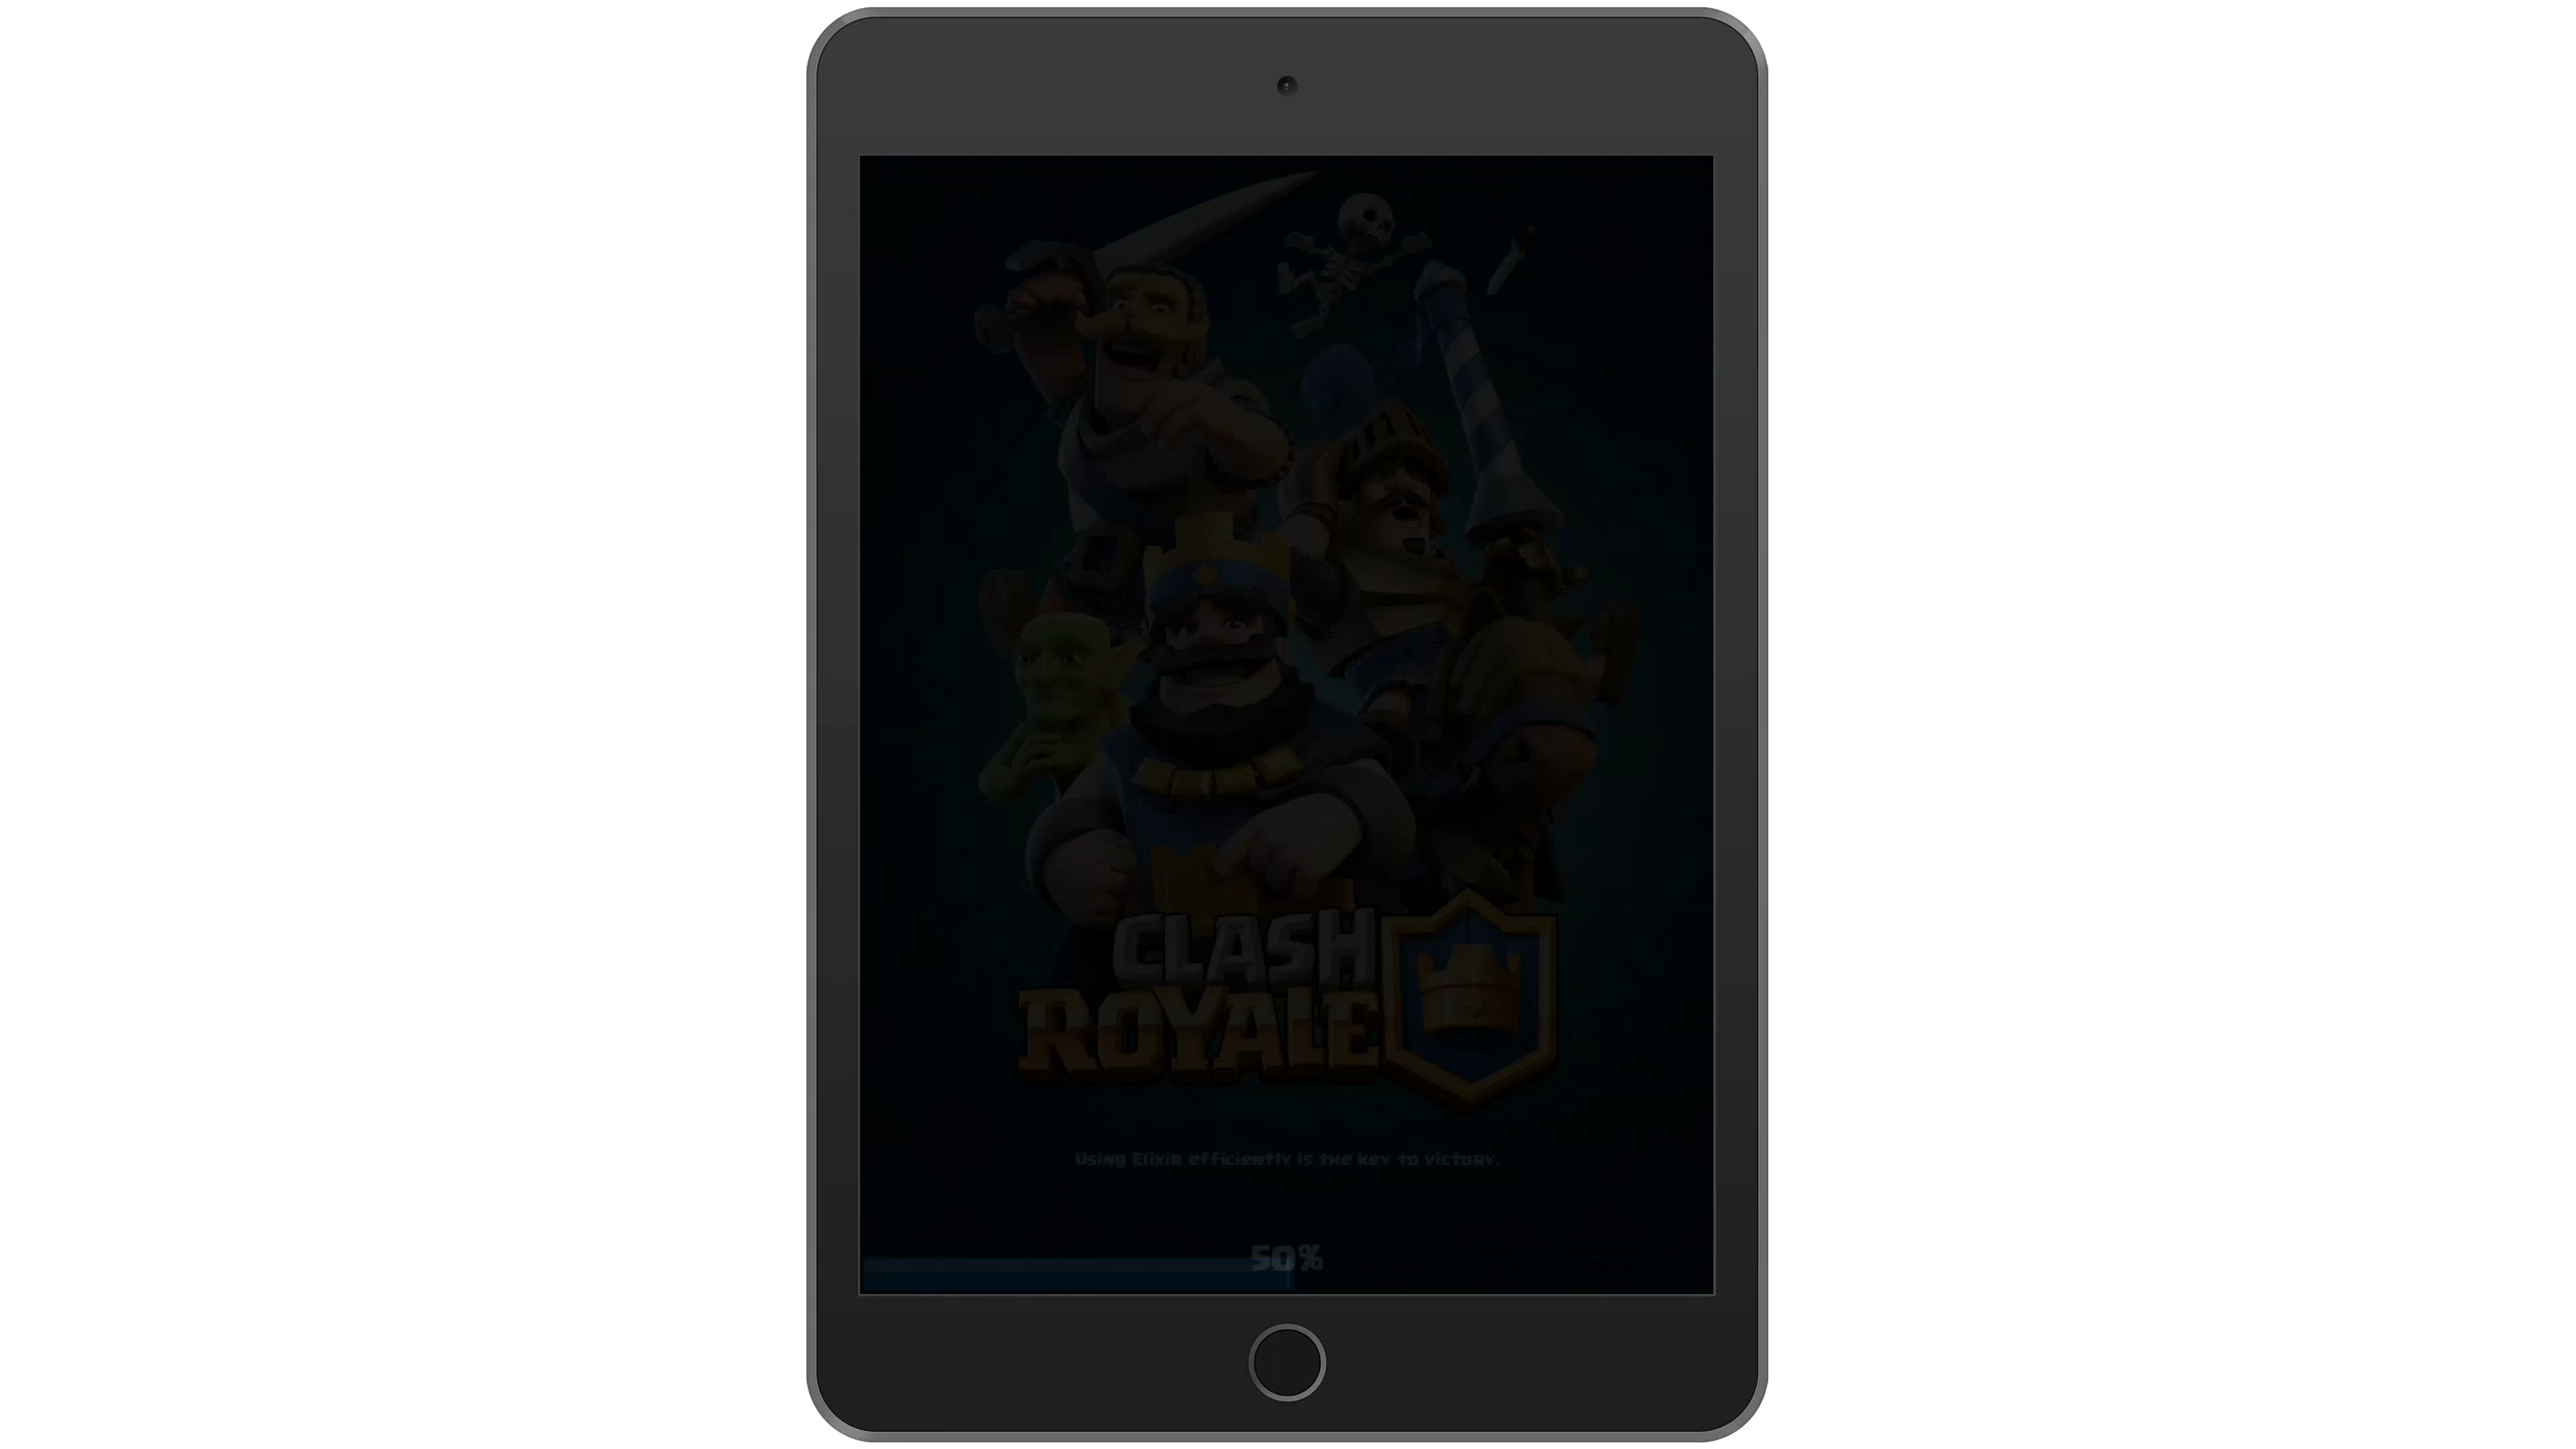 CLASH
ROYALE
Using Elixir efficiently is the key to victory.
50%